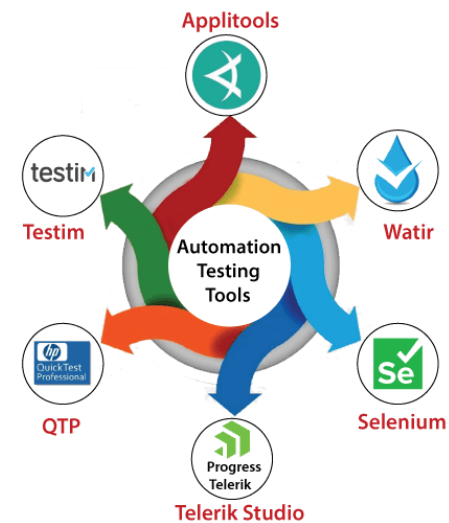 Applitools
testim
Testim
Watir
Automation
Testing
Tools
hp
QuickTest
Professional
QTP
Se
Selenium
Progress
Telerik
Telerik Studio